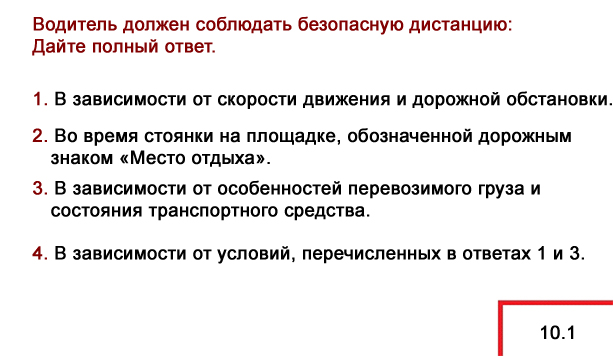 Водитель должен соблюдать безопасную дистанцию:
Дайте полный ответ.
1. В зависимости от скорости движения и дорожной обстановки.
2. Во время стоянки на площадке, обозначенной дорожным
знаком «Место отдыха».
3. В зависимости от особенностей перевозимого груза и
состояния транспортного средства.
4. В зависимости от условий, перечисленных в ответах 1 и 3.
10.1